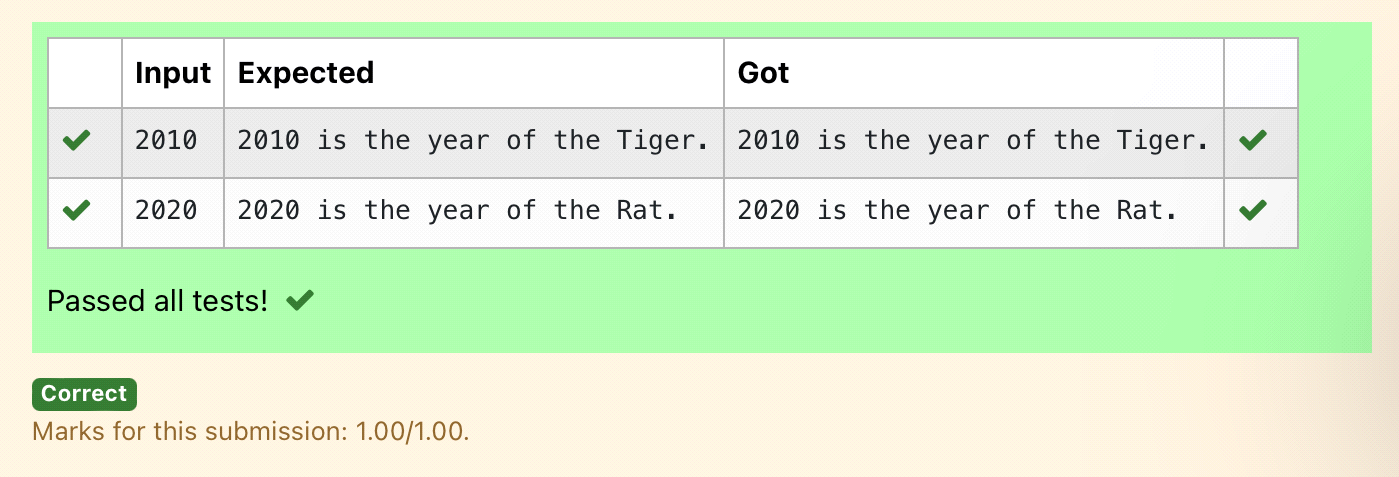 Input Expected Got
2010 2010 is the year of the Tiger. 2010 is the year of the Tiger.
2020 2020 is the year of the Rat. 2020 is the year of the Rat.
Passed all tests!
Correct
Marks for this submission: 1.00/1.00.